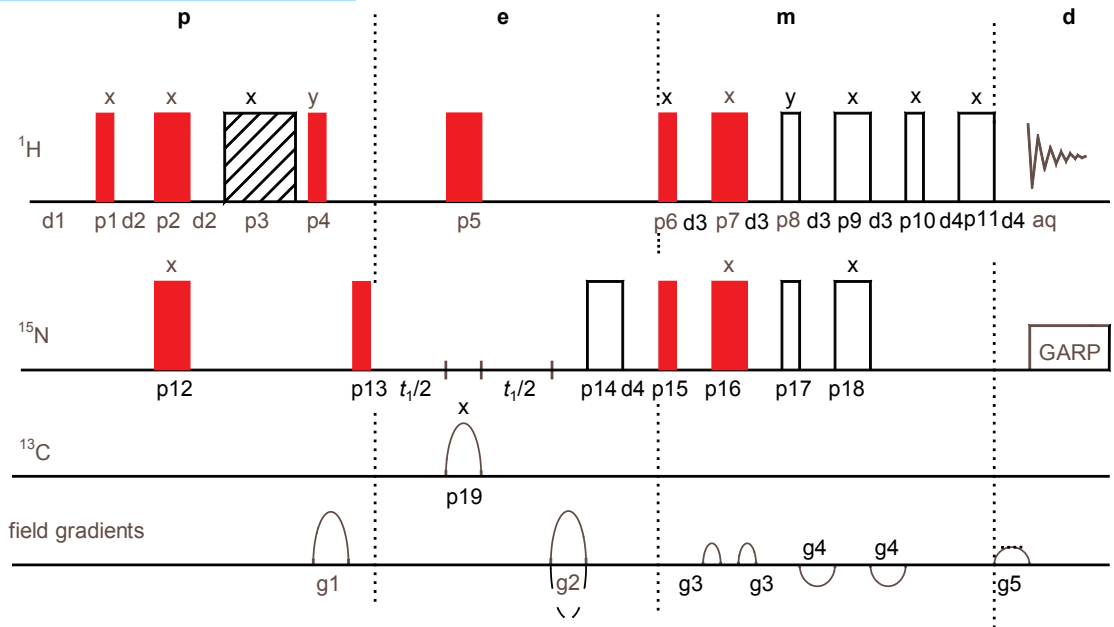 p e m d
x x x y x x y x x x
¹H
d1 p1 d2 p2 d2 p3 p4 p5 p6 d3 p7 d3 p8 d3 p9 d3 p10 d4 p11 d4 aq
x x x
¹⁵N
GARP
p12 p13 t₁/2 t₁/2 p14 d4 p15 p16 p17 p18
x
¹³C
p19
field gradients
g4 g4
g1 g2 g3 g3 g5